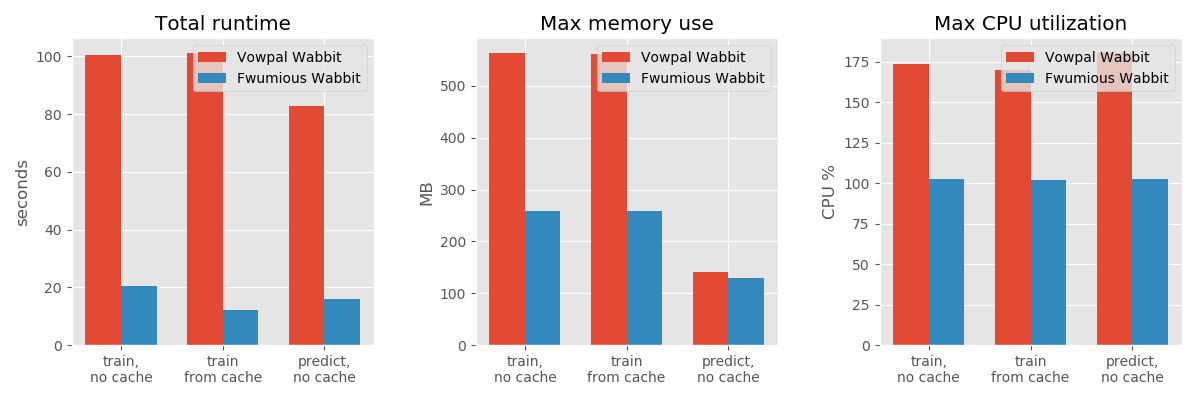 Total runtime
Vowpal Wabbit
Fwumious Wabbit
seconds
100
80
60
40
20
0
train,
no cache
train
from cache
predict,
no cache
Max memory use
Vowpal Wabbit
Fwumious Wabbit
MB
500
400
300
200
100
0
train,
no cache
train
from cache
predict,
no cache
Max CPU utilization
Vowpal Wabbit
Fwumious Wabbit
CPU %
175
150
125
100
75
50
25
0
train,
no cache
train
from cache
predict,
no cache